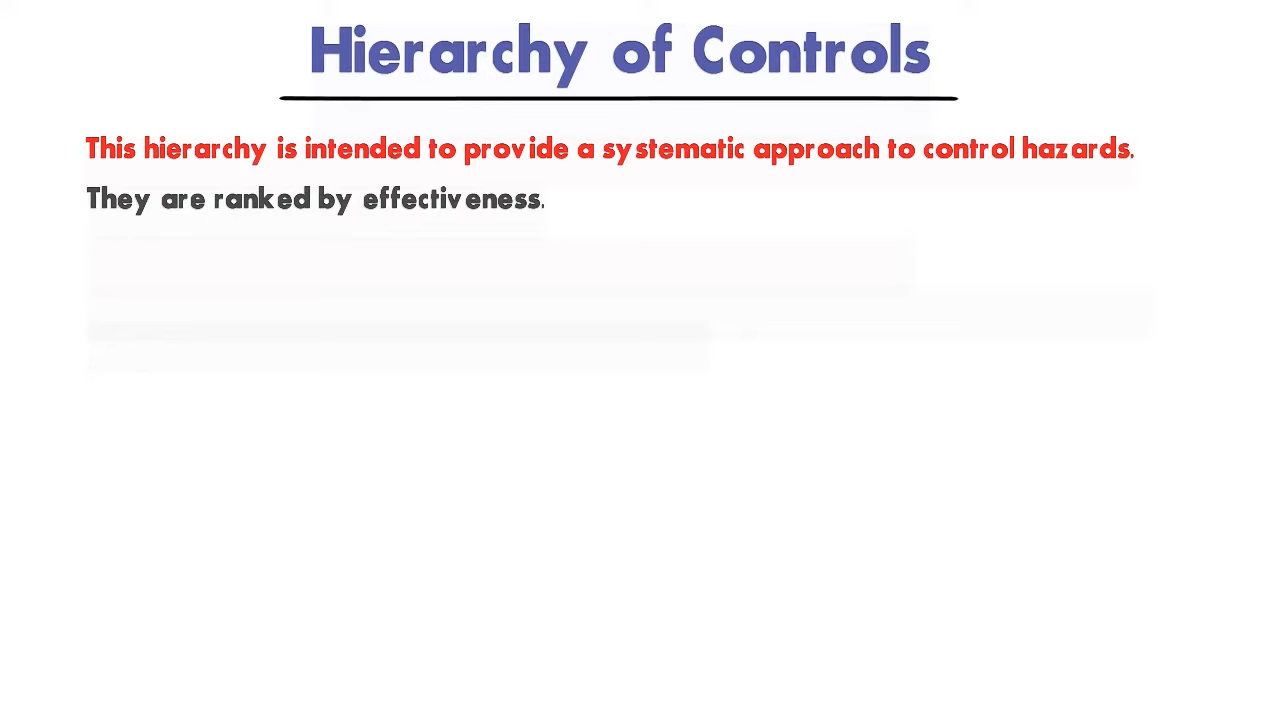 Hierarchy of Controls
This hierarchy is intended to provide a systematic approach to control hazards.
They are ranked by effectiveness.